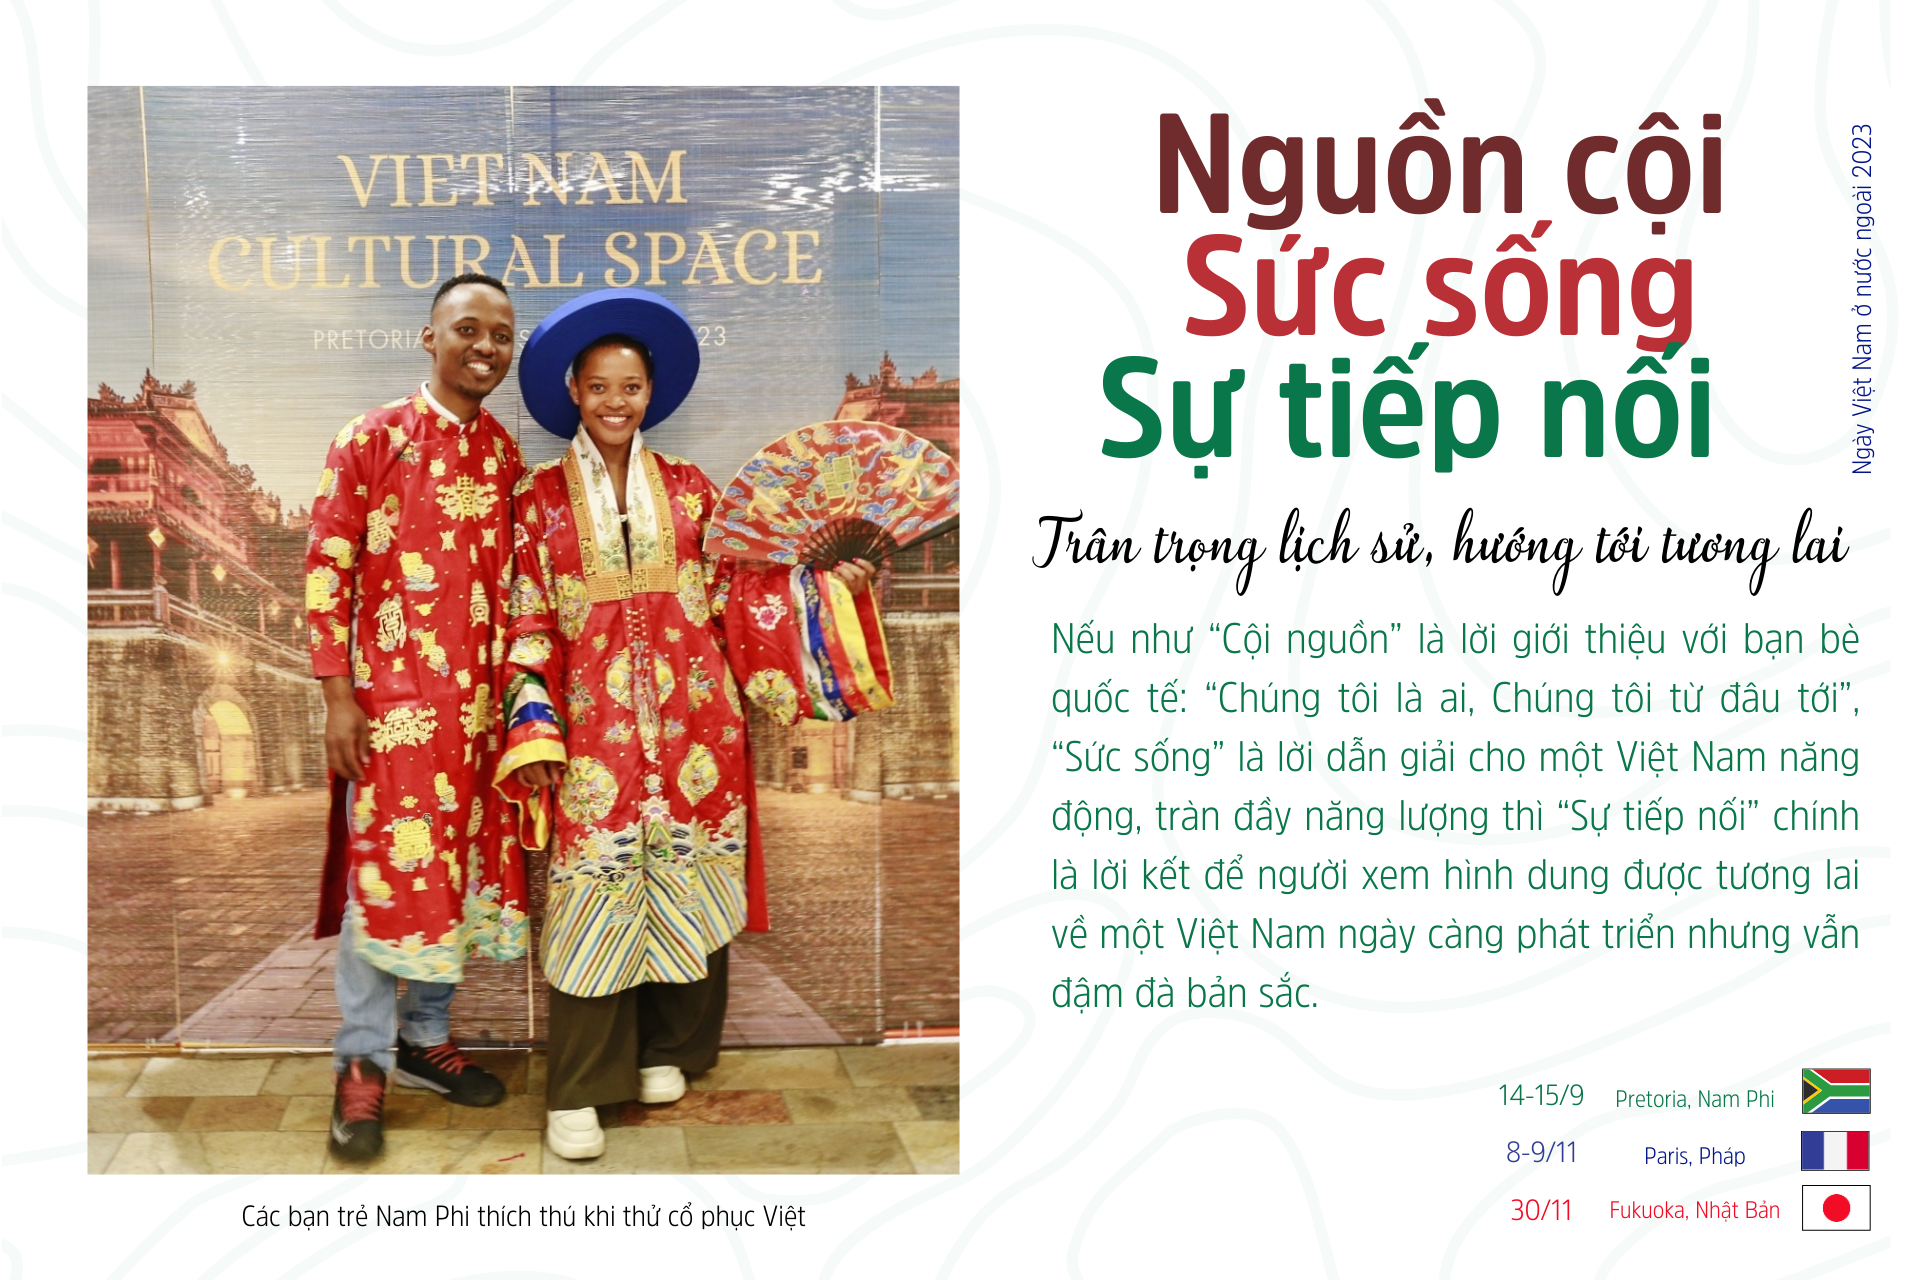 VIET NAM
CULTURAL SPACE
PRETORIA
23
Các bạn trẻ Nam Phi thích thú khi thử cổ phục Việt
Nguồn cội
Sức sống
Sự tiếp nối
Ngày Việt Nam ở nước ngoài 2023
Trân trọng lịch sử, hướng tới tương lai
Nếu như “Cội nguồn” là lời giới thiệu với bạn bè
quốc tế: “Chúng tôi là ai, Chúng tôi từ đâu tới”,
“Sức sống” là lời dẫn giải cho một Việt Nam năng
động, tràn đầy năng lượng thì “Sự tiếp nối” chính
là lời kết để người xem hình dung được tương lai
về một Việt Nam ngày càng phát triển nhưng vẫn
đậm đà bản sắc.
14-15/9 Pretoria, Nam Phi
8-9/11 Paris, Pháp
30/11 Fukuoka, Nhật Bản